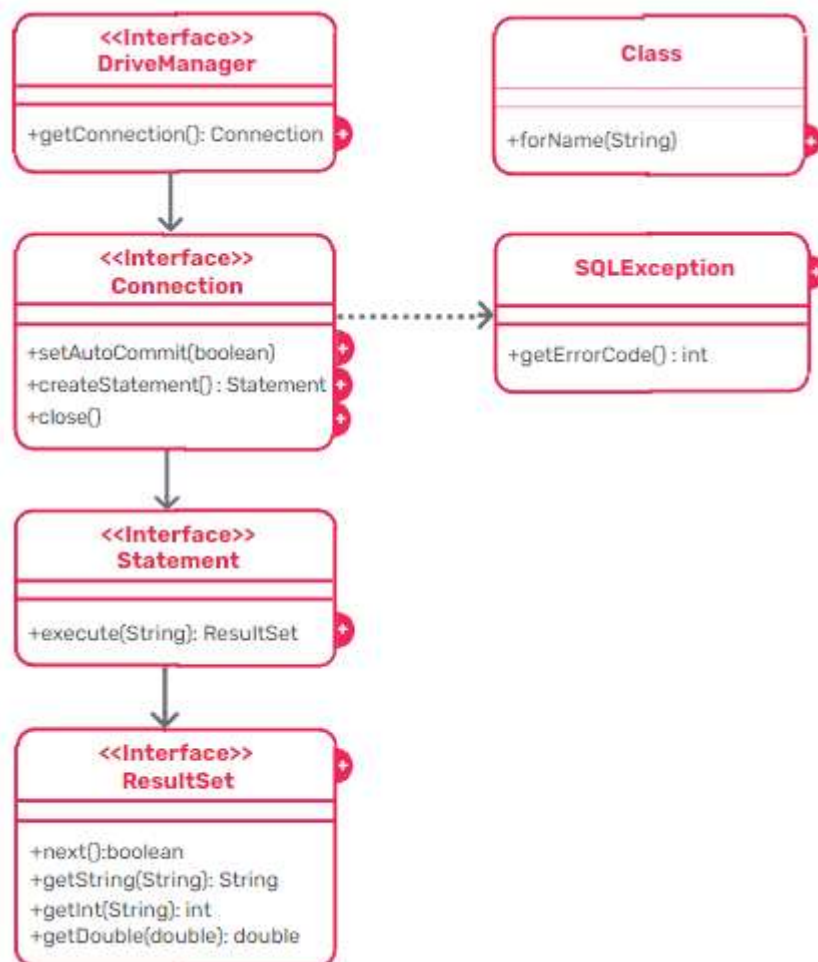 <<Interface>>
DriveManager
+getConnection(): Connection
Class
+forName(String)
<<Interface>>
Connection
+setAutoCommit(boolean)
+createStatement() : Statement
+close()
SQLException
+getErrorCode() : int
<<Interface>>
Statement
+execute(String): ResultSet
<<Interface>>
ResultSet
+next():boolean
+getString(String): String
+getInt(String): int
+getDouble(double): double